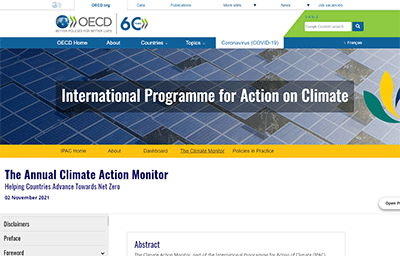 OECD.org Data Publications More sites News Job vacancies
OECD 60
BETTER POLICIES FOR BETTER LIVES
A A A A
Google Custom search
OECD Home About Countries Topics Coronavirus (COVID-19) Français
International Programme for Action on Climate
IPAC Home About Dashboard The Climate Monitor Policies in Practice
The Annual Climate Action Monitor
Helping Countries Advance Towards Net Zero
02 November 2021
Open P
Disclaimers
Preface
Foreword
Abstract
The Climate Action Monitor, part of the International Programme for Action on Climate (IPAC)